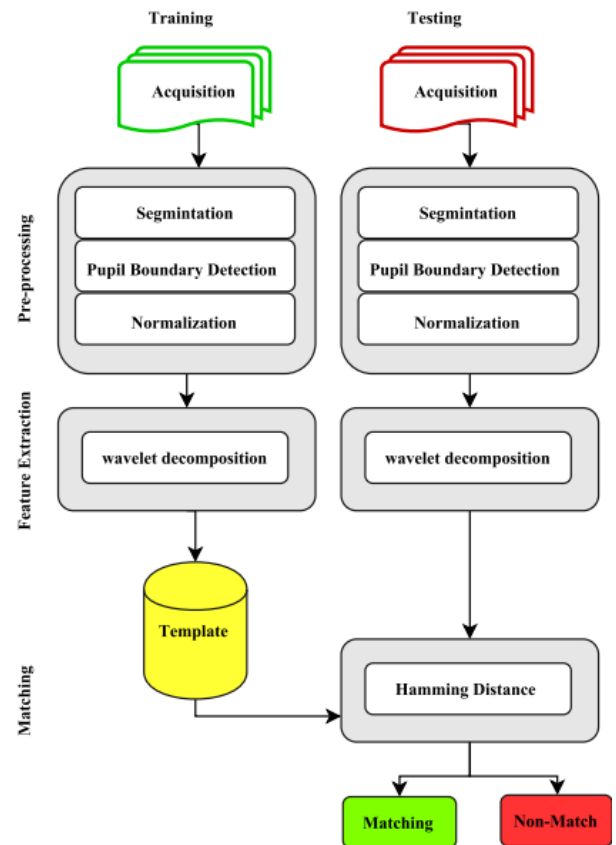 Training
Testing
Acquisition
Acquisition
Pre-processing
Segmintation
Pupil Boundary Detection
Normalization
Segmintation
Pupil Boundary Detection
Normalization
Feature Extraction
wavelet decomposition
wavelet decomposition
Matching
Template
Hamming Distance
Matching
Non-Match